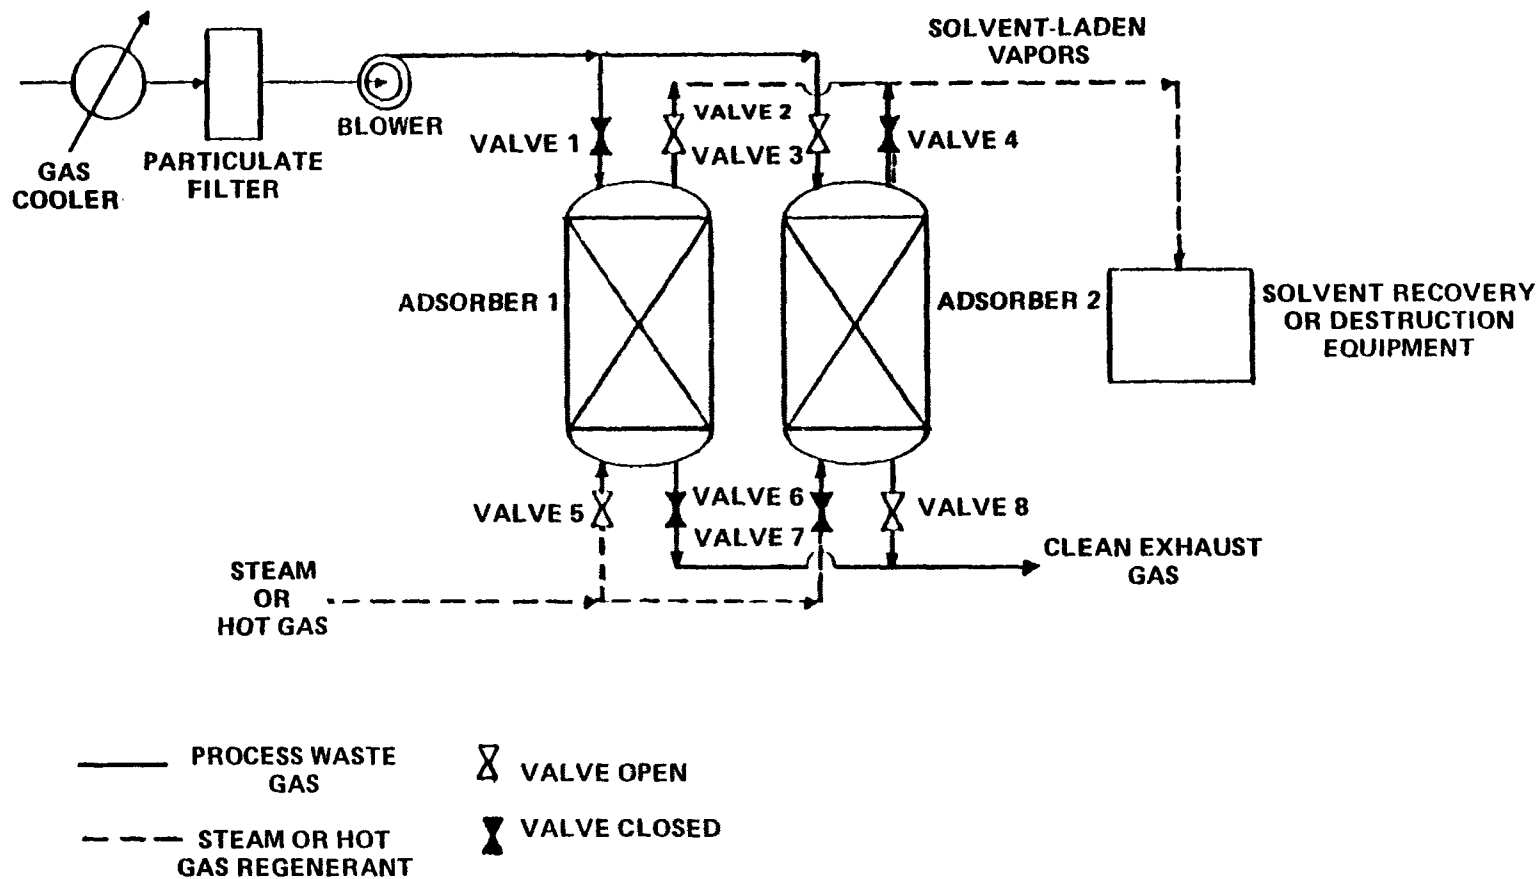 SOLVENT-LADEN
VAPORS
BLOWER
VALVE 1
VALVE 2
VALVE 3
VALVE 4
GAS
COOLER
PARTICULATE
FILTER
ADSORBER 1
ADSORBER 2
SOLVENT RECOVERY
OR DESTRUCTION
EQUIPMENT
VALVE 5
VALVE 6
VALVE 7
VALVE 8
CLEAN EXHAUST
GAS
STEAM
OR
HOT GAS
PROCESS WASTE
GAS
VALVE OPEN
STEAM OR HOT
GAS REGENERANT
VALVE CLOSED